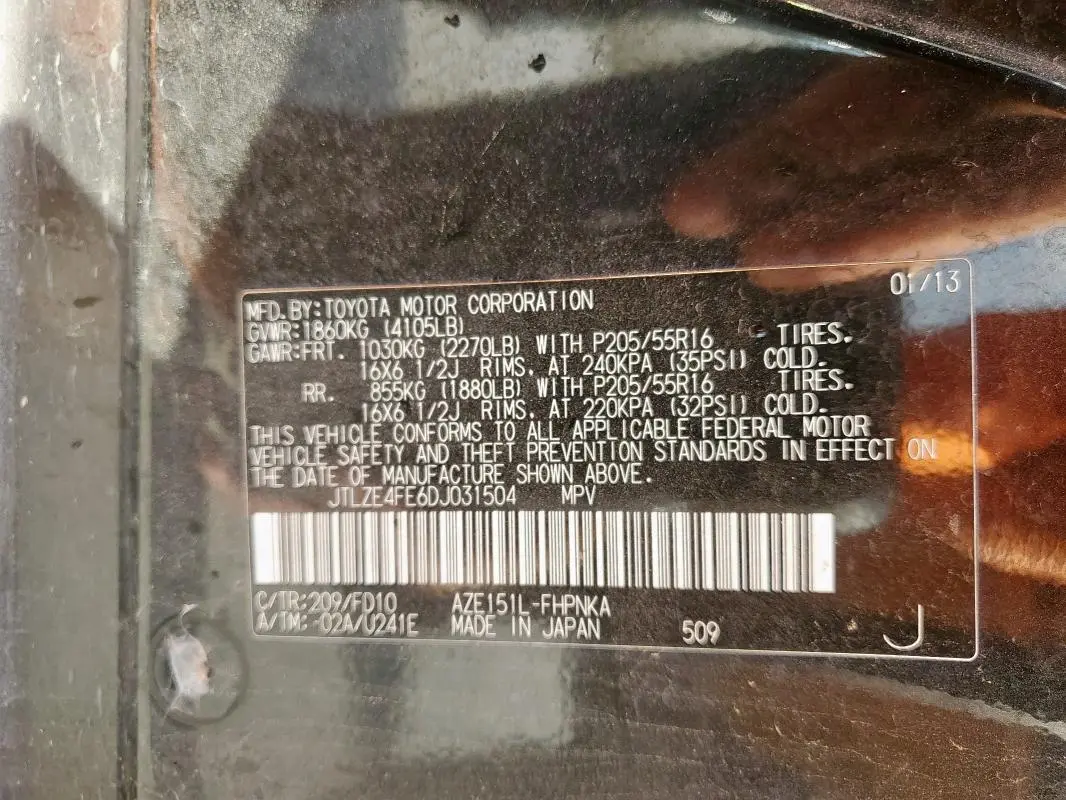 01/13
MFD. BY: TOYOTA MOTOR CORPORATION
GVWR: 1860KG (4105LB)
GAWR: FRT. 1030KG (2270LB) WITH P205/55R16 TIRES.
16X6 1/2J RIMS. AT 240KPA (35PSI) COLD.
RR. 855KG (1880LB) WITH P205/55R16 TIRES.
16X6 1/2J RIMS. AT 220KPA (32PSI) COLD.
THIS VEHICLE CONFORMS TO ALL APPLICABLE FEDERAL MOTOR
VEHICLE SAFETY AND THEFT PREVENTION STANDARDS IN EFFECT ON
THE DATE OF MANUFACTURE SHOWN ABOVE.
JTLZE4FE6DJ031504 MPV
C/TR: 209/FD10 AZE151L-FHPNKA
A/TM: -02A/U241E MADE IN JAPAN 509 J